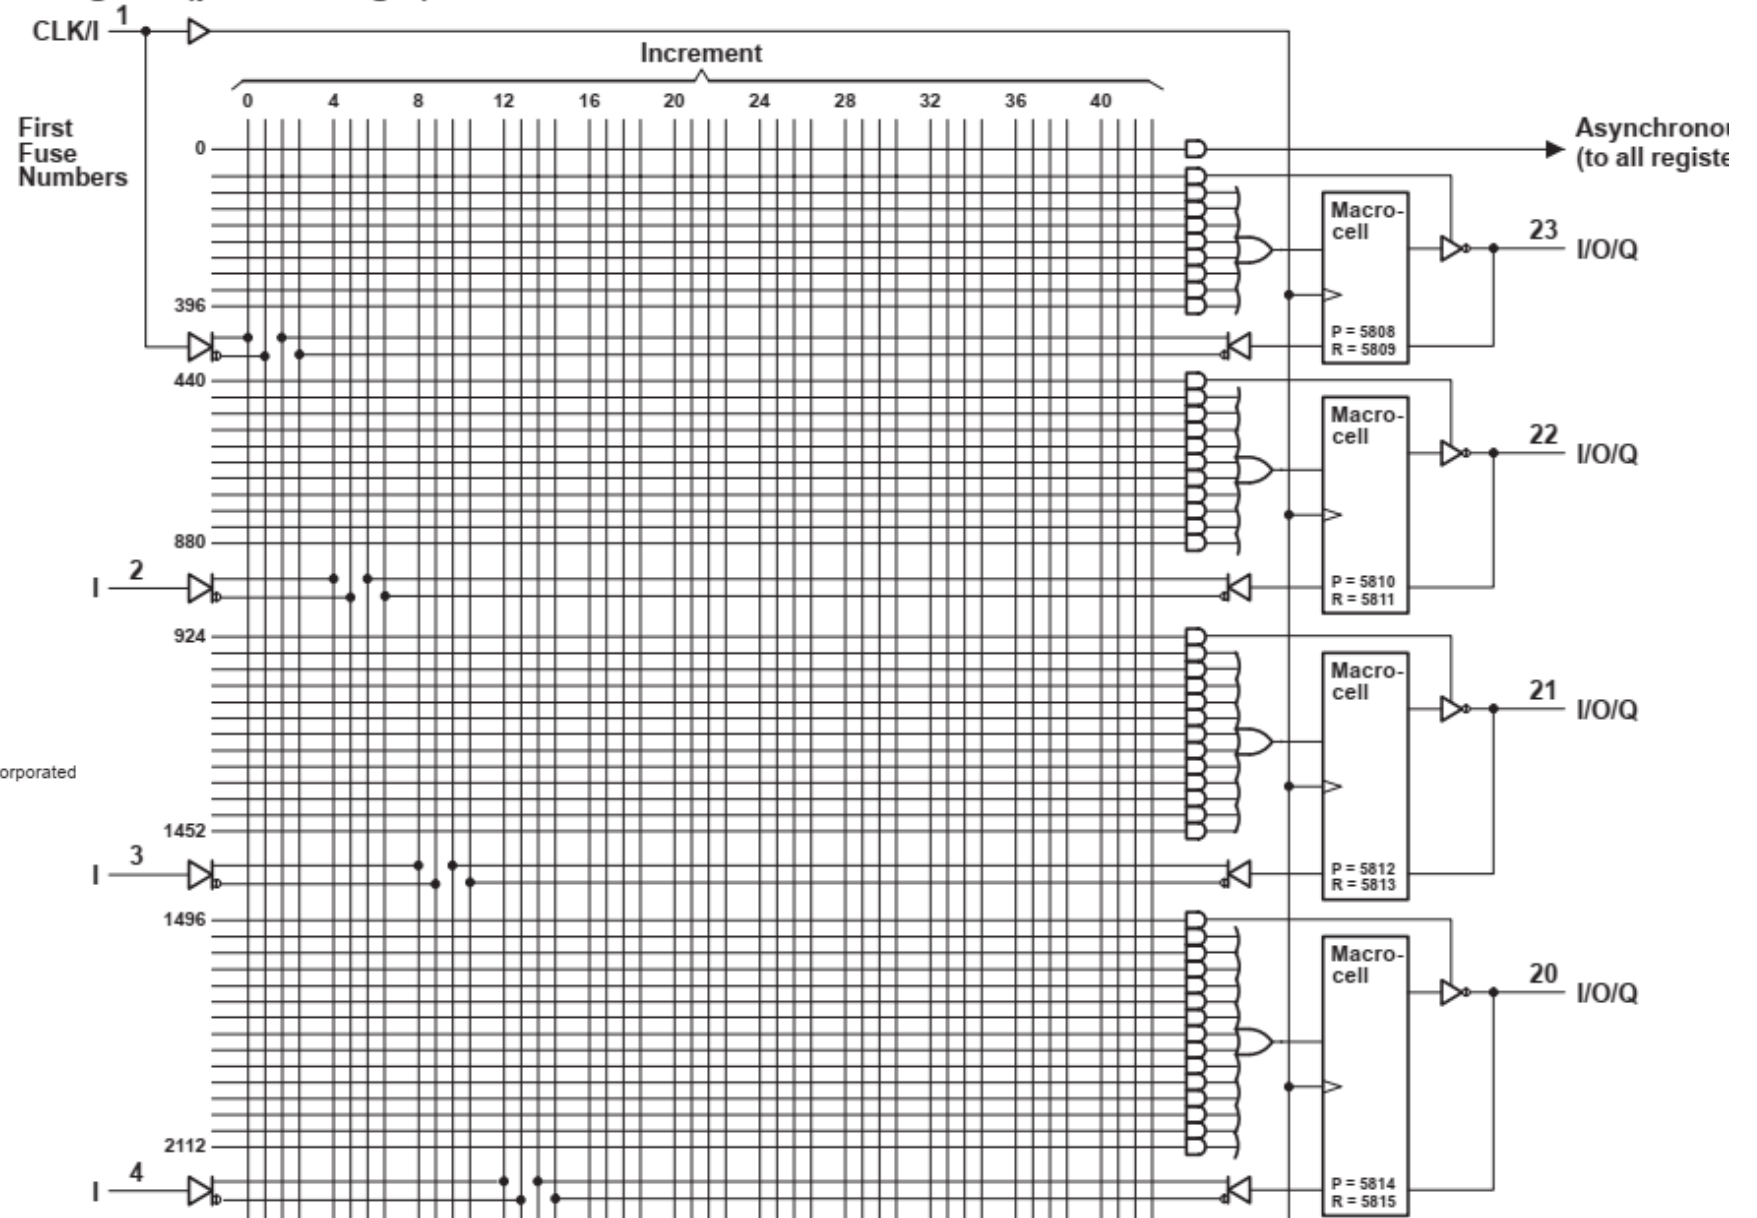 CLK/I 1
Increment
0 4 8 12 16 20 24 28 32 36 40
First
Fuse
Numbers
0
(to all
Macro-
cell
23
I/O/Q
396
P = 5808
R = 5809
440
Macro-
cell
22
I/O/Q
880
I 2
P = 5810
R = 5811
924
Macro-
cell
21
I/O/Q
orporated
1452
I 3
P = 5812
R = 5813
1496
Macro-
cell
20
I/O/Q
2112
I 4
P = 5814
R = 5815